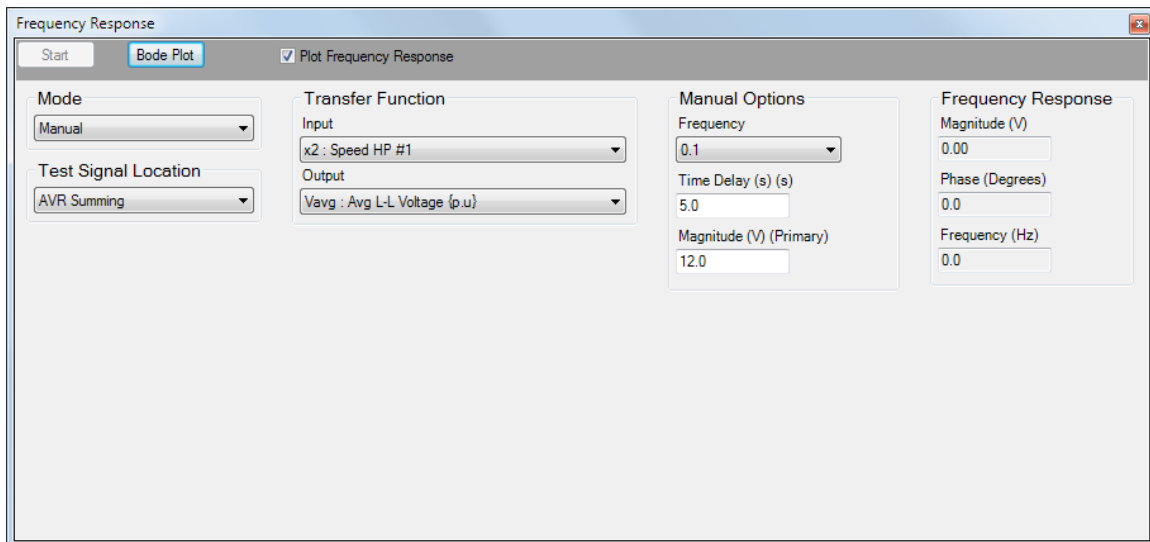 Frequency Response
Start
Bode Plot
Plot Frequency Response
Mode
Manual
Test Signal Location
AVR Summing
Transfer Function
Input
x2 : Speed HP #1
Output
Vavg : Avg L-L Voltage {p.u}
Manual Options
Frequency
0.1
Time Delay (s) (s)
5.0
Magnitude (V) (Primary)
12.0
Frequency Response
Magnitude (V)
0.00
Phase (Degrees)
0.0
Frequency (Hz)
0.0